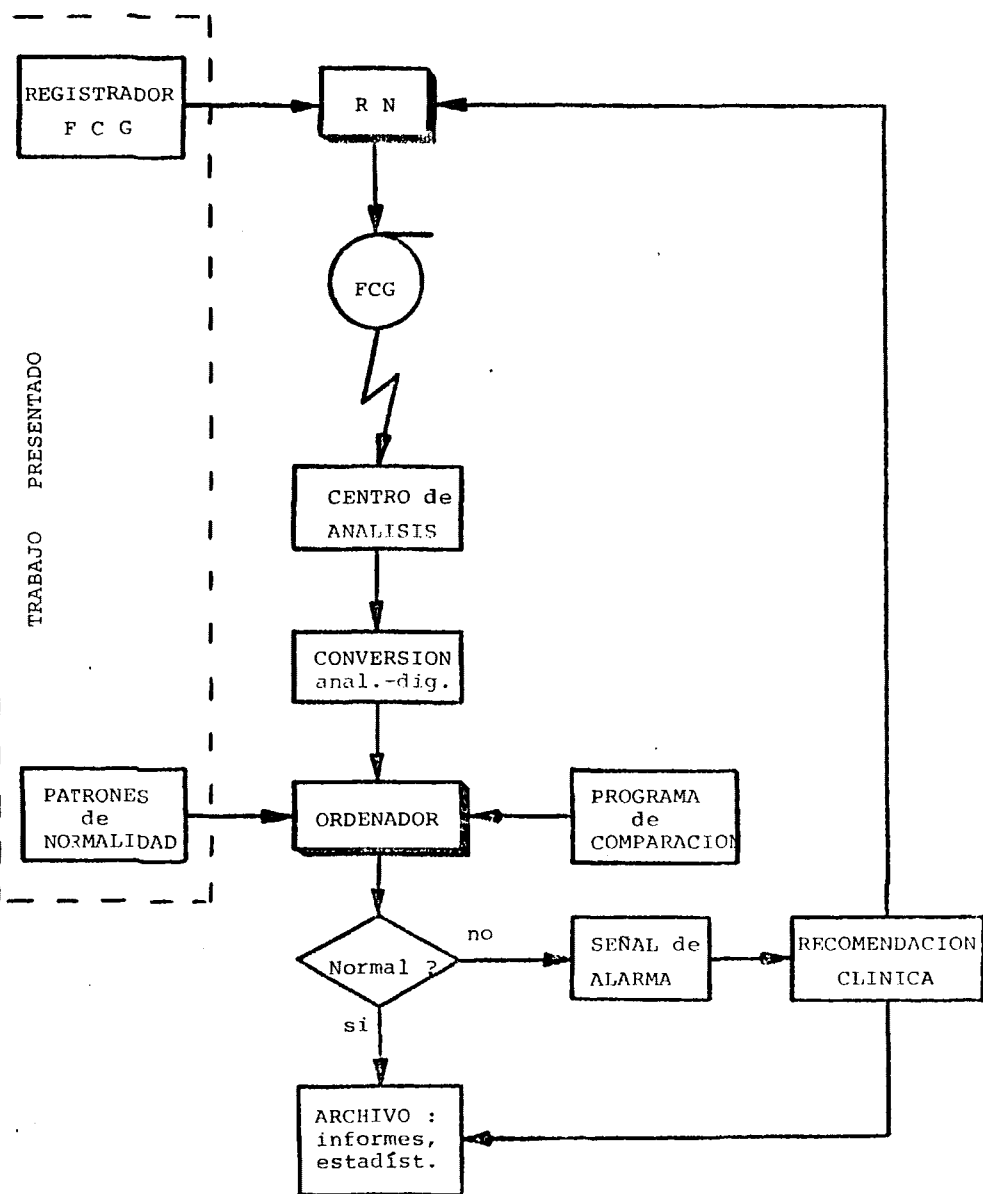 REGISTRADOR
F C G
R N
FCG
TRABAJO PRESENTADO
CENTRO de
ANALISIS
CONVERSION
anal.-dig.
PATRONES
de
NORMALIDAD
ORDENADOR
PROGRAMA
de
COMPARACION
Normal ?
no
SEÑAL de
ALARMA
RECOMENDACION
CLINICA
si
ARCHIVO :
informes,
estadíst.